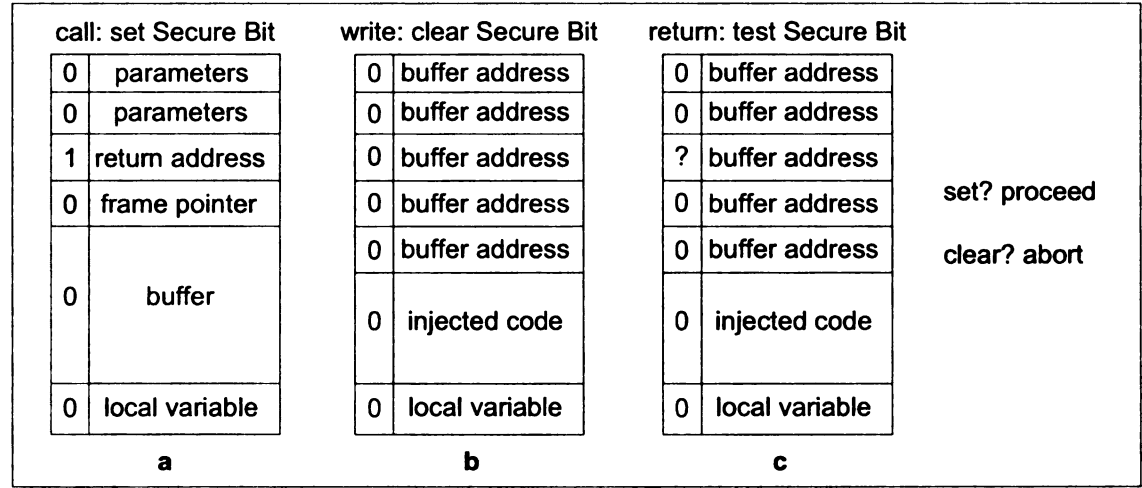 call: set Secure Bit
0 parameters
0 parameters
1 return address
0 frame pointer
0 buffer
0 local variable
a
write: clear Secure Bit
0 buffer address
0 buffer address
0 buffer address
0 buffer address
0 buffer address
0 injected code
0 local variable
b
return: test Secure Bit
0 buffer address
0 buffer address
? buffer address
0 buffer address
0 buffer address
0 injected code
0 local variable
c
set? proceed
clear? abort